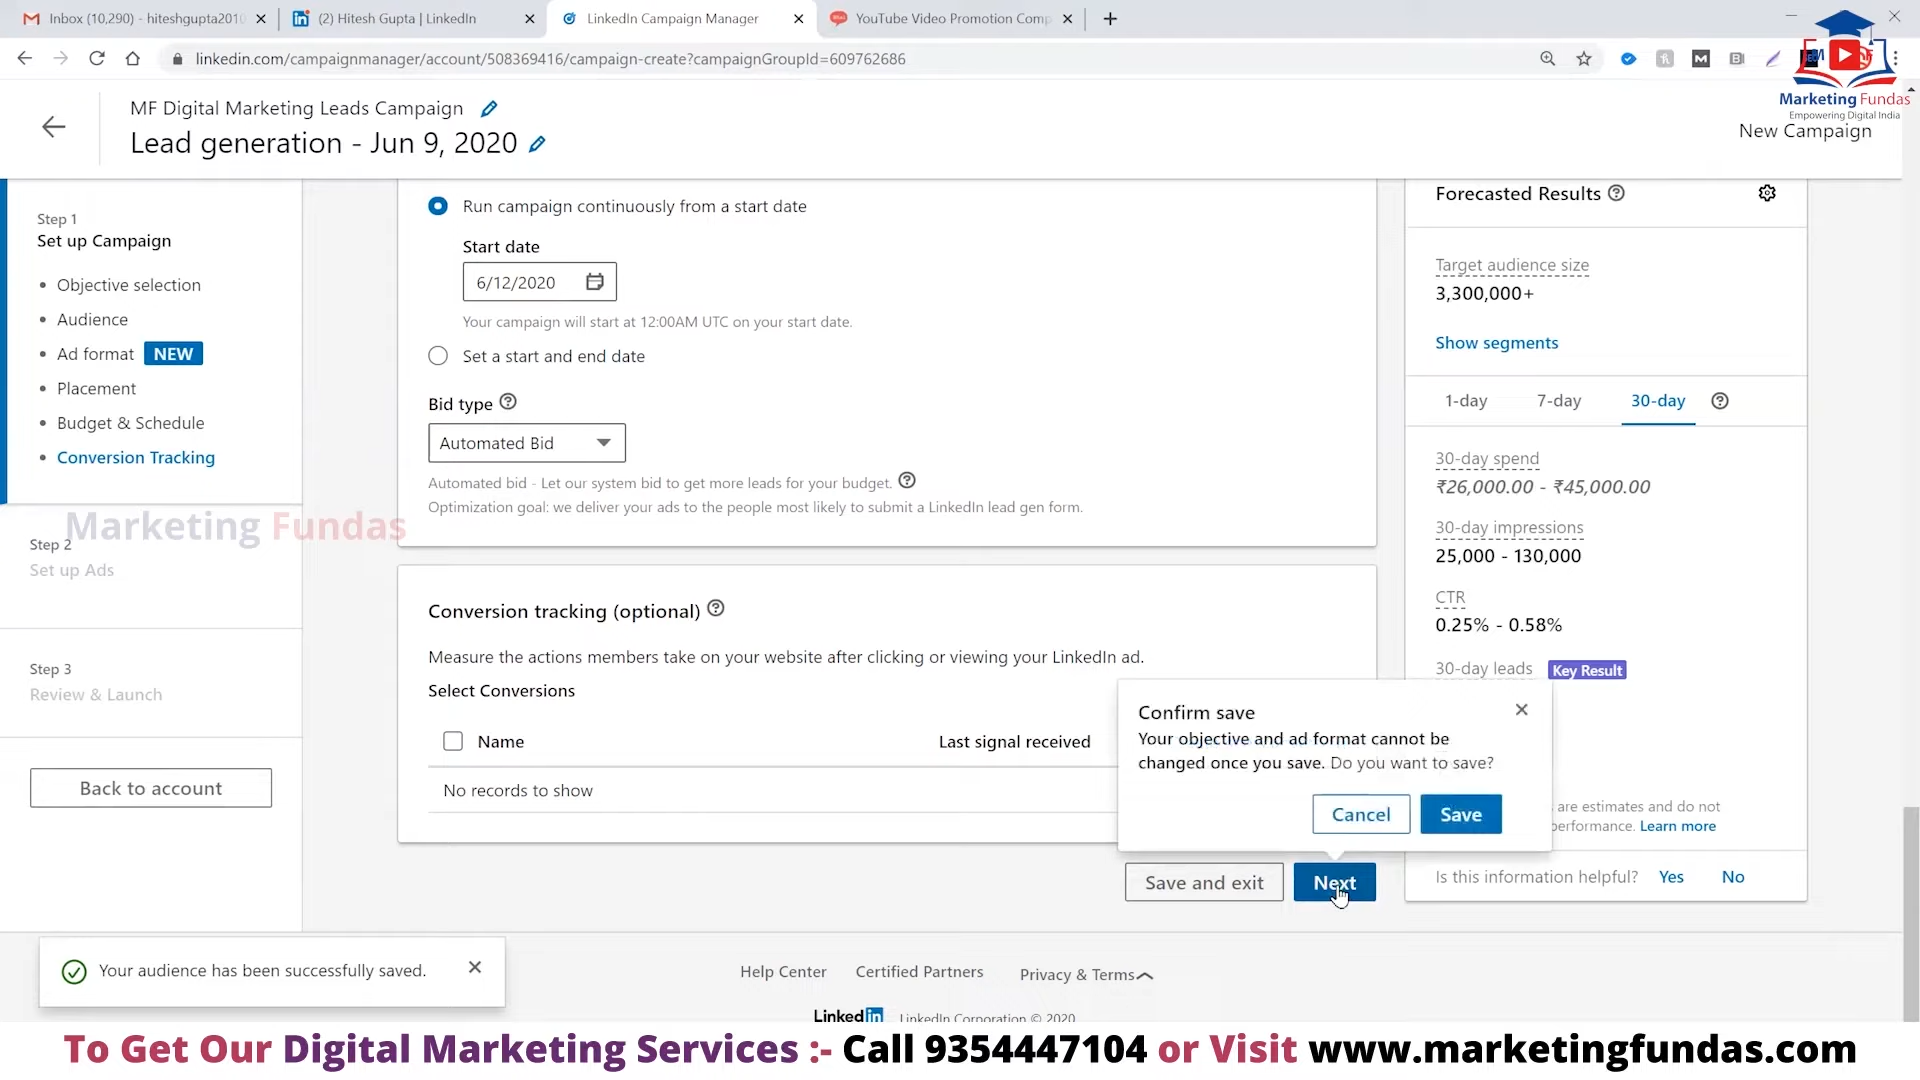 Inbox (10,290) - hiteshgupta2010
(2) Hitesh Gupta | LinkedIn
LinkedIn Campaign Manager
YouTube Video Promotion Comp
linkedin.com/campaignmanager/account/508369416/campaign-create?campaignGroupId=609762686
Marketing Fundas
Empowering Digital India
MF Digital Marketing Leads Campaign
Lead generation - Jun 9, 2020
New Campaign
Step 1
Set up Campaign
Objective selection
Audience
Ad format NEW
Placement
Budget & Schedule
Conversion Tracking
Marketing Fundas
Step 2
Set up Ads
Step 3
Review & Launch
Back to account
Run campaign continuously from a start date
Start date
6/12/2020
Your campaign will start at 12:00AM UTC on your start date.
Set a start and end date
Bid type
Automated Bid
Automated bid - Let our system bid to get more leads for your budget.
Optimization goal: we deliver your ads to the people most likely to submit a LinkedIn lead gen form.
Conversion tracking (optional)
Measure the actions members take on your website after clicking or viewing your LinkedIn ad.
Select Conversions
Name
Last signal received
No records to show
Confirm save
Your objective and ad format cannot be
changed once you save. Do you want to save?
Cancel
Save
Save and exit
Next
Forecasted Results
Target audience size
3,300,000+
Show segments
1-day
7-day
30-day
30-day spend
₹26,000.00 - ₹45,000.00
30-day impressions
25,000 - 130,000
CTR
0.25% - 0.58%
30-day leads Key Result
are estimates and do not
performance. Learn more
Is this information helpful? Yes No
Your audience has been successfully saved.
Help Center
Certified Partners
Privacy & Terms
LinkedIn LinkedIn Corporation © 2020
To Get Our Digital Marketing Services :- Call 9354447104 or Visit www.marketingfundas.com